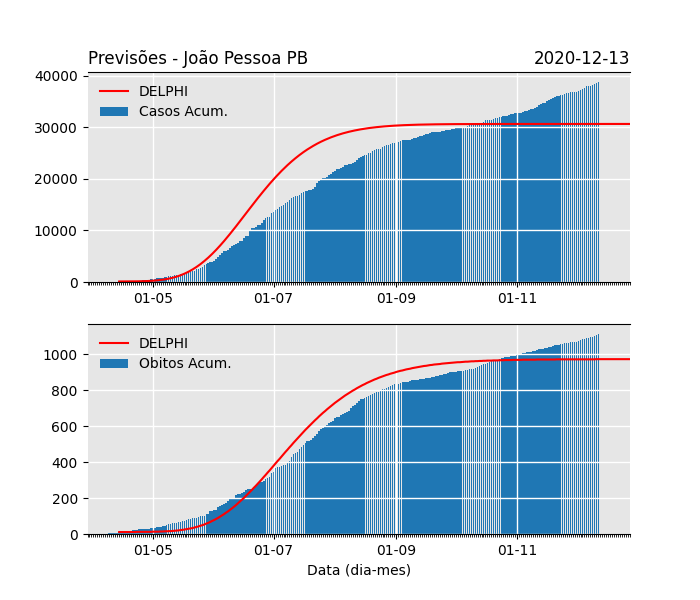 Previsões - João Pessoa PB 2020-12-13
40000
30000
20000
10000
0
DELPHI
Casos Acum.
01-05 01-07 01-09 01-11
1000
800
600
400
200
0
DELPHI
Obitos Acum.
01-05 01-07 01-09 01-11
Data (dia-mes)